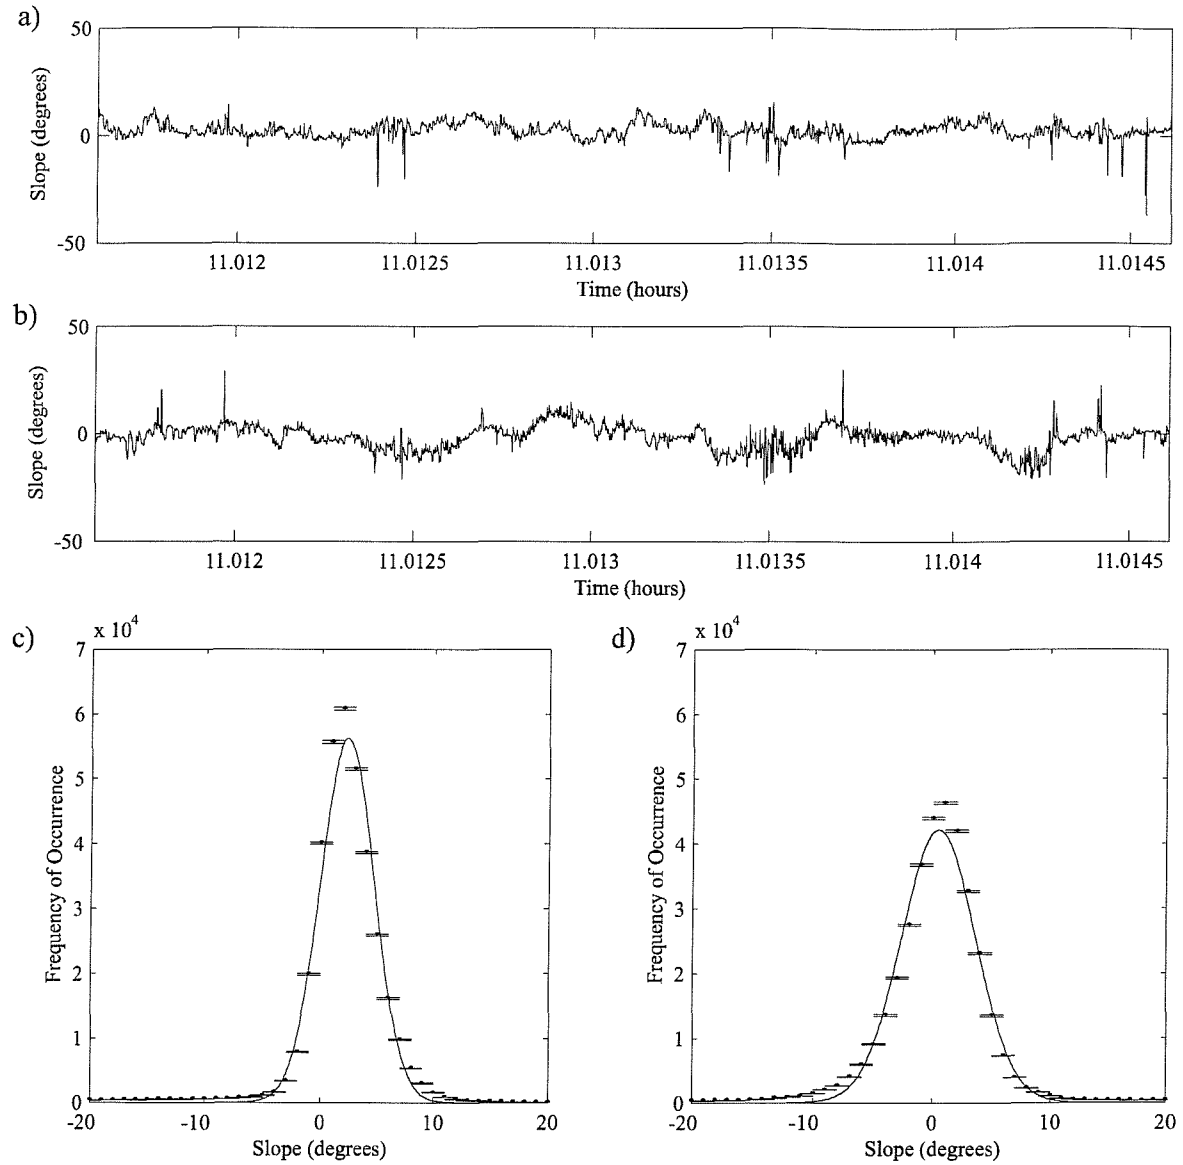 a)
50
0
-50
Slope (degrees)
11.012 11.0125 11.013 11.0135 11.014 11.0145
Time (hours)
b)
50
0
-50
Slope (degrees)
11.012 11.0125 11.013 11.0135 11.014 11.0145
Time (hours)
c)
x 10^4
7
6
5
4
3
2
1
0
Frequency of Occurrence
-20 -10 0 10 20
Slope (degrees)
d)
x 10^4
7
6
5
4
3
2
1
0
Frequency of Occurrence
-20 -10 0 10 20
Slope (degrees)